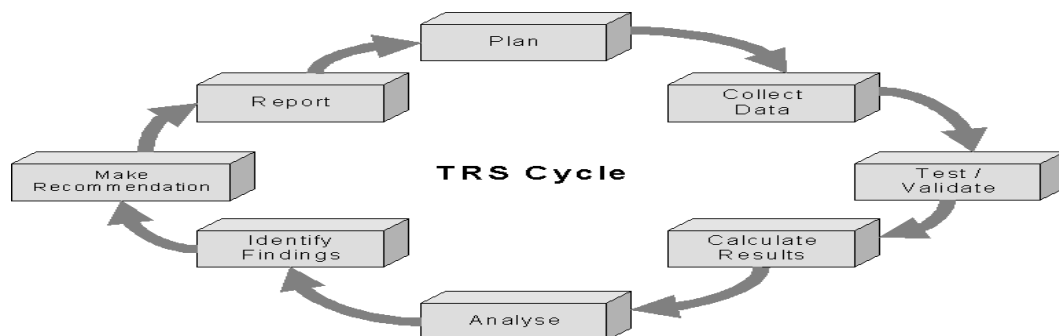 Plan
Collect
Data
Test /
Validate
Calculate
Results
Analyse
Identify
Findings
Make
Recommendation
Report
TRS Cycle